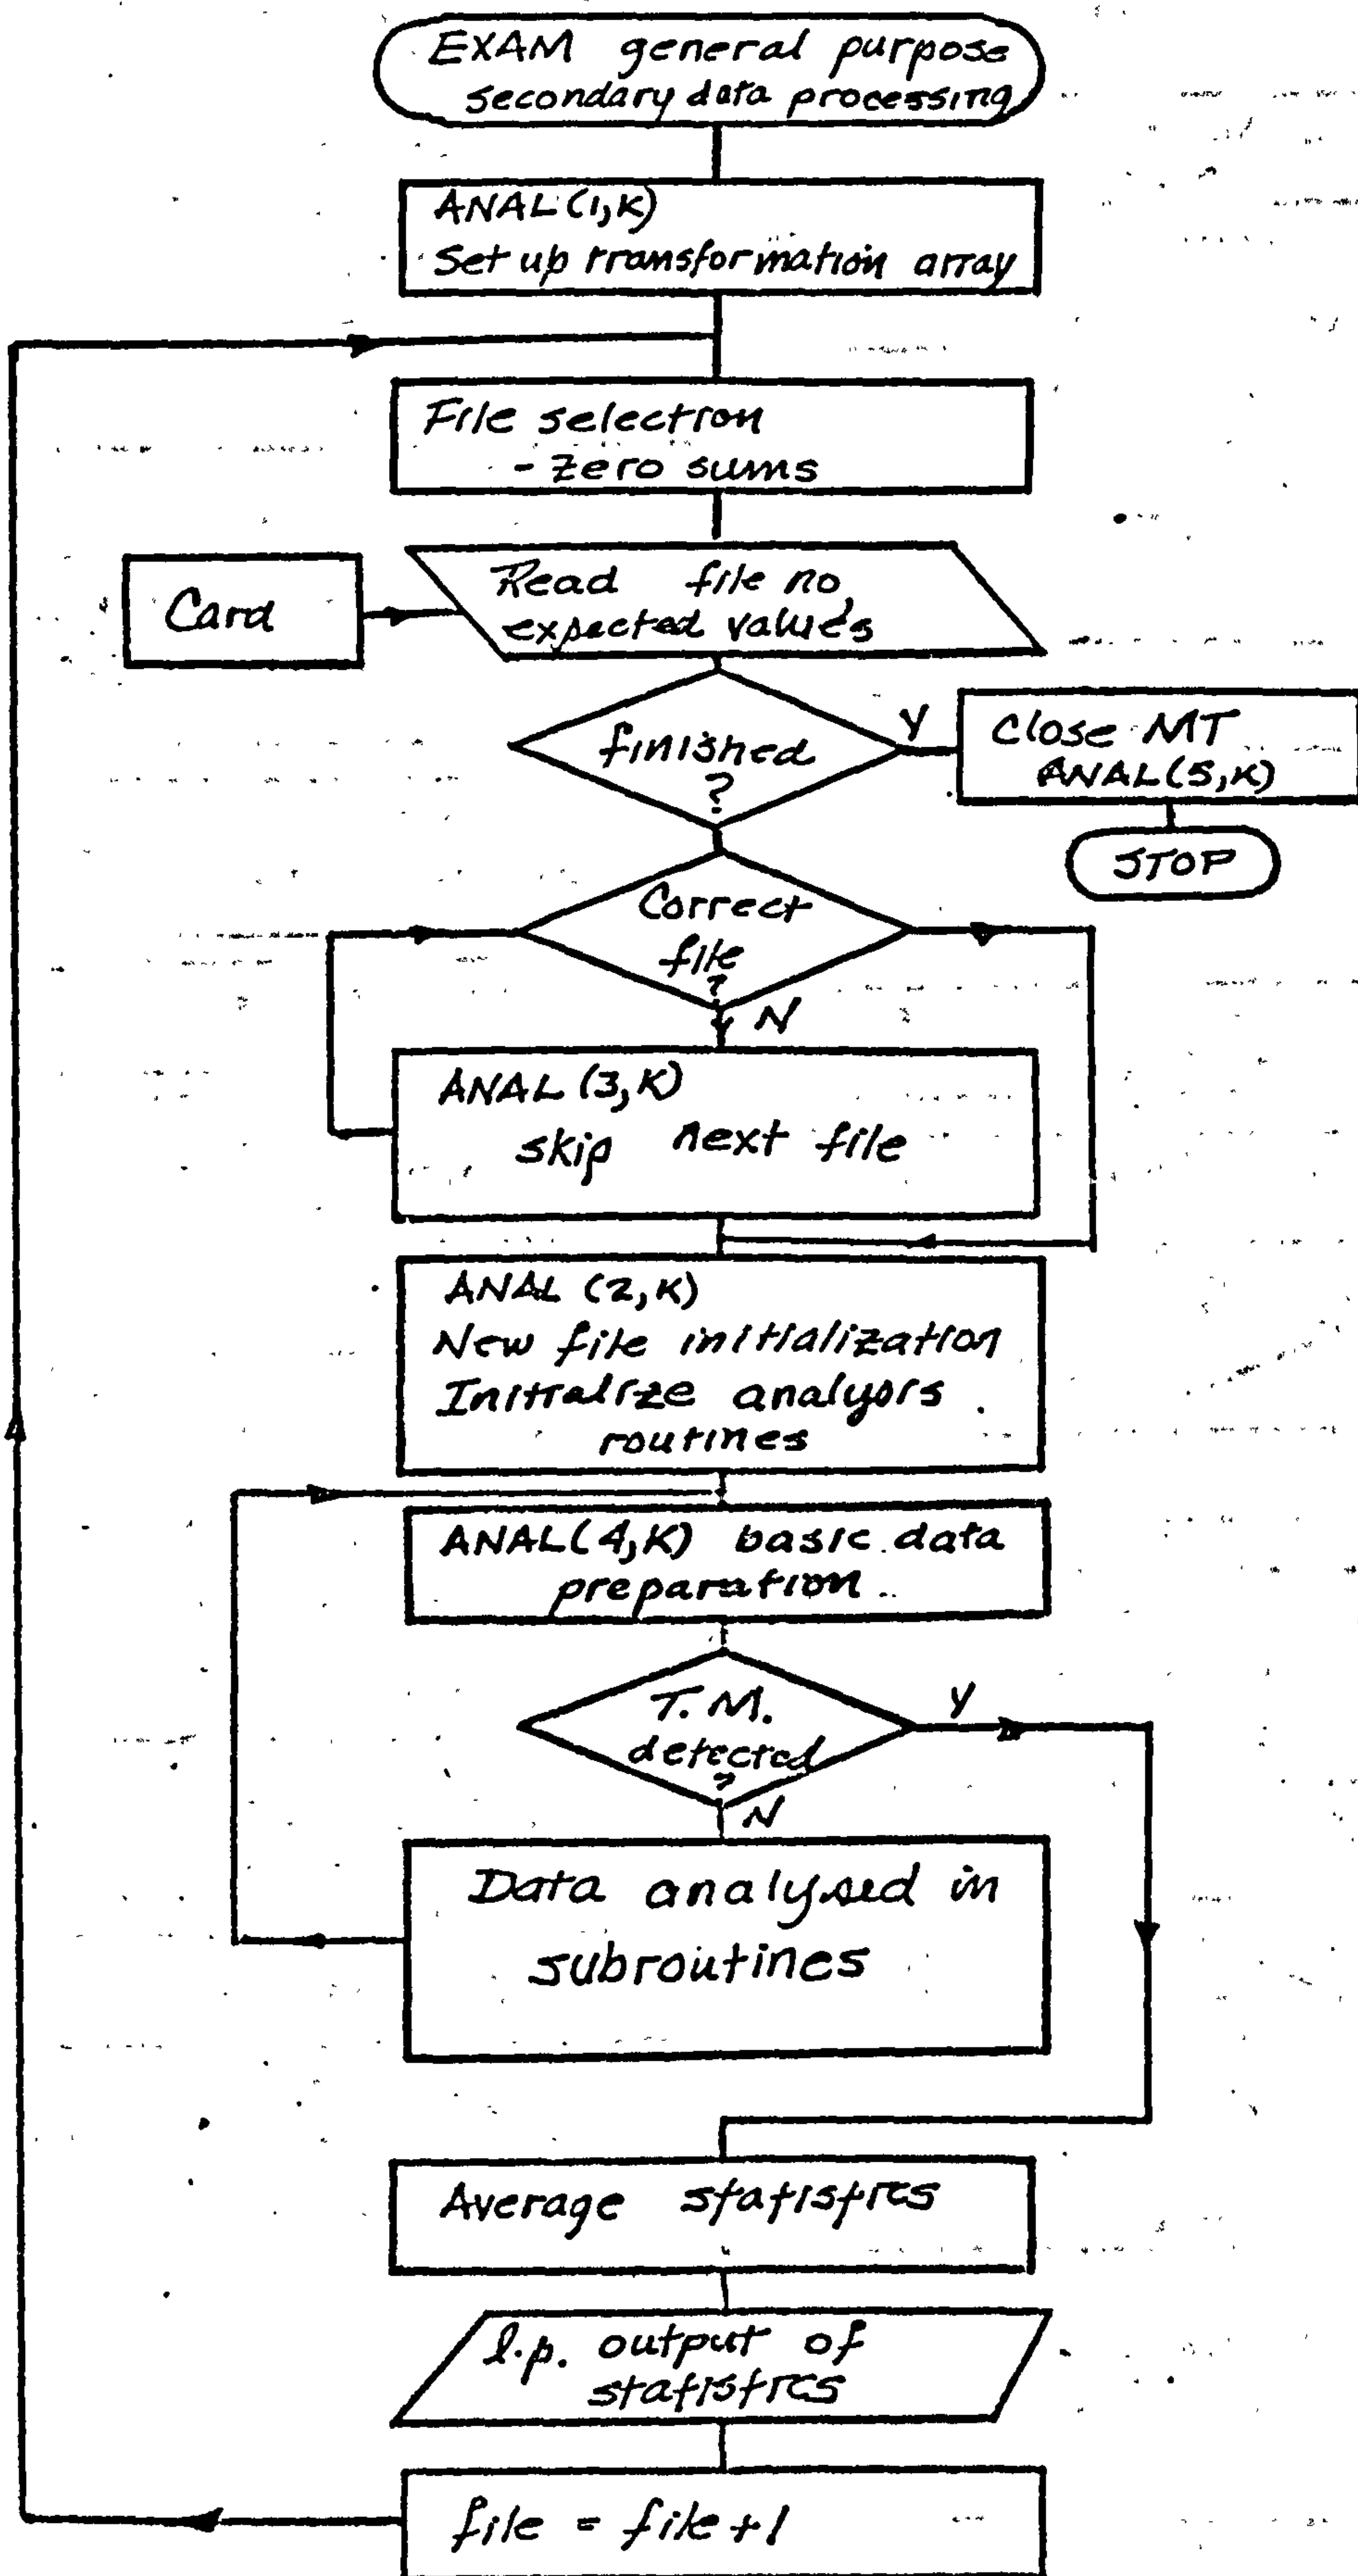 EXAM general purpose
secondary data processing
ANAL(1,K)
Set up transformation array
File selection
- Zero sums
Card
Read file no,
expected values
finished
?
Y
Close MT
ANAL(5,K)
STOP
Correct
file
?
N
ANAL(3,K)
skip next file
ANAL (2,K)
New file initialization
Initialize analysis
routines
ANAL(4,K) basic data
preparation
T.M.
detected
?
Y
N
Data analysed in
subroutines
Average statistics
l.p. output of
statistics
file = file+1